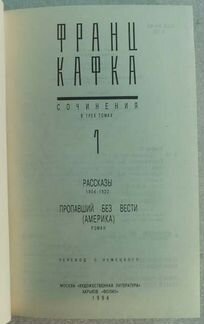 ФРАНЦ
КАФКА
СОЧИНЕНИЯ
В ТРЕХ ТОМАХ
1
РАССКАЗЫ
1904-1922
ПРОПАВШИЙ БЕЗ ВЕСТИ
(АМЕРИКА)
РОМАН
ПЕРЕВОД С НЕМЕЦКОГО
МОСКВА «ХУДОЖЕСТВЕННАЯ ЛИТЕРАТУРА»
ХАРЬКОВ «ФОЛИО»
1994